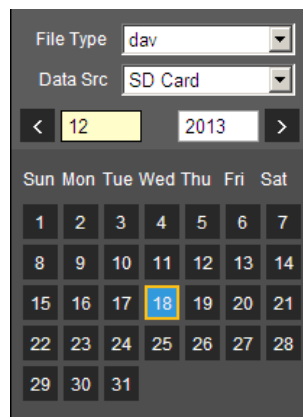 File Type dav
Data Src SD Card
< 12 2013 >
Sun Mon Tue Wed Thu Fri Sat
1 2 3 4 5 6 7
8 9 10 11 12 13 14
15 16 17 18 19 20 21
22 23 24 25 26 27 28
29 30 31